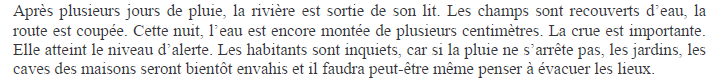 Après plusieurs jours de pluie, la rivière est sortie de son lit. Les champs sont recouverts d’eau, la
route est coupée. Cette nuit, l’eau est encore montée de plusieurs centimètres. La crue est importante.
Elle atteint le niveau d’alerte. Les habitants sont inquiets, car si la pluie ne s’arrête pas, les jardins, les
caves des maisons seront bientôt envahis et il faudra peut-être même penser à évacuer les lieux.